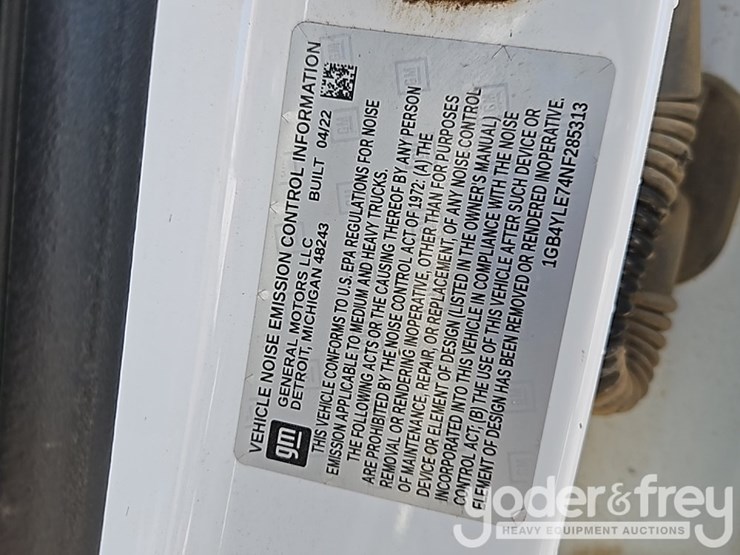 VEHICLE NOISE EMISSION CONTROL INFORMATION
gm
GENERAL MOTORS LLC
DETROIT, MICHIGAN 48243 BUILT 04/22
THIS VEHICLE CONFORMS TO U.S. EPA REGULATIONS FOR NOISE
EMISSION APPLICABLE TO MEDIUM AND HEAVY TRUCKS.
THE FOLLOWING ACTS OR THE CAUSING THEREOF BY ANY PERSON
ARE PROHIBITED BY THE NOISE CONTROL ACT OF 1972: (A) THE
REMOVAL OR RENDERING INOPERATIVE, OTHER THAN FOR PURPOSES
OF MAINTENANCE, REPAIR, OR REPLACEMENT, OF ANY NOISE CONTROL
DEVICE OR ELEMENT OF DESIGN (LISTED IN THE OWNER'S MANUAL)
INCORPORATED INTO THIS VEHICLE IN COMPLIANCE WITH THE NOISE
CONTROL ACT; (B) THE USE OF THIS VEHICLE AFTER SUCH DEVICE OR
ELEMENT OF DESIGN HAS BEEN REMOVED OR RENDERED INOPERATIVE.
1GB4YLE74NF285313
yoder&frey
HEAVY EQUIPMENT AUCTIONS